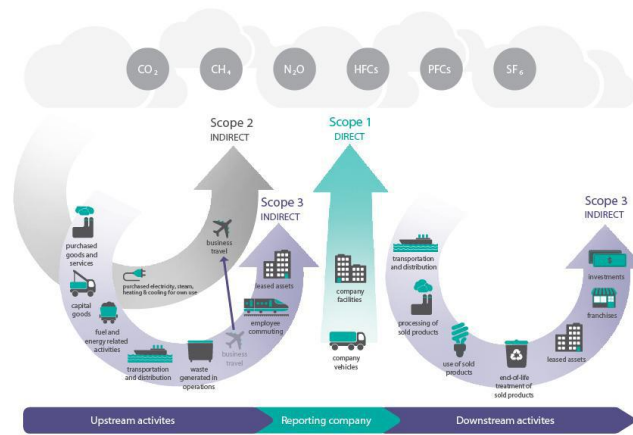 CO₂
CH₄
N₂O
HFCs
PFCs
SF₆
Scope 2
INDIRECT
Scope 1
DIRECT
Scope 3
INDIRECT
Scope 3
INDIRECT
purchased
goods and
services
capital
goods
fuel and
energy related
activities
purchased electricity, steam,
heating & cooling for own use
transportation
and distribution
waste
generated in
operations
business
travel
business
travel
employee
commuting
leased assets
company
facilities
company
vehicles
transportation
and distribution
processing of
sold products
use of sold
products
end-of-life
treatment of
sold products
leased assets
franchises
investments
Upstream activites
Reporting company
Downstream activites